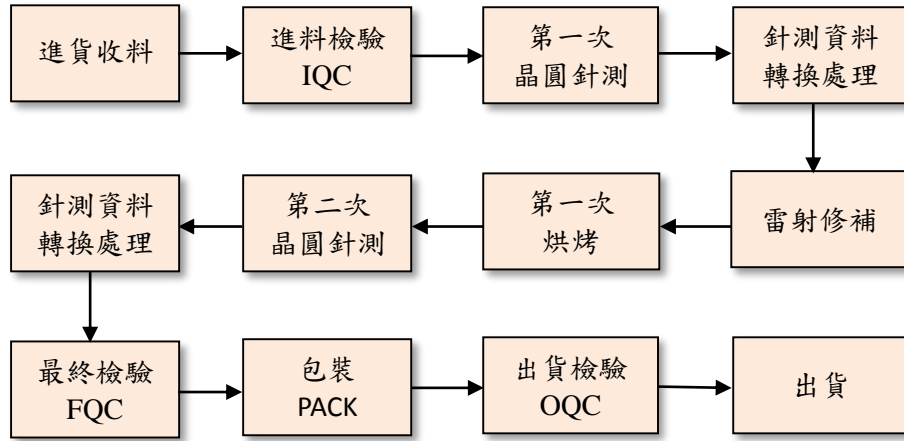 進貨收料
進料檢驗
IQC
第一次
晶圓針測
針測資料
轉換處理
雷射修補
第一次
烘烤
第二次
晶圓針測
針測資料
轉換處理
最終檢驗
FQC
包裝
PACK
出貨檢驗
OQC
出貨